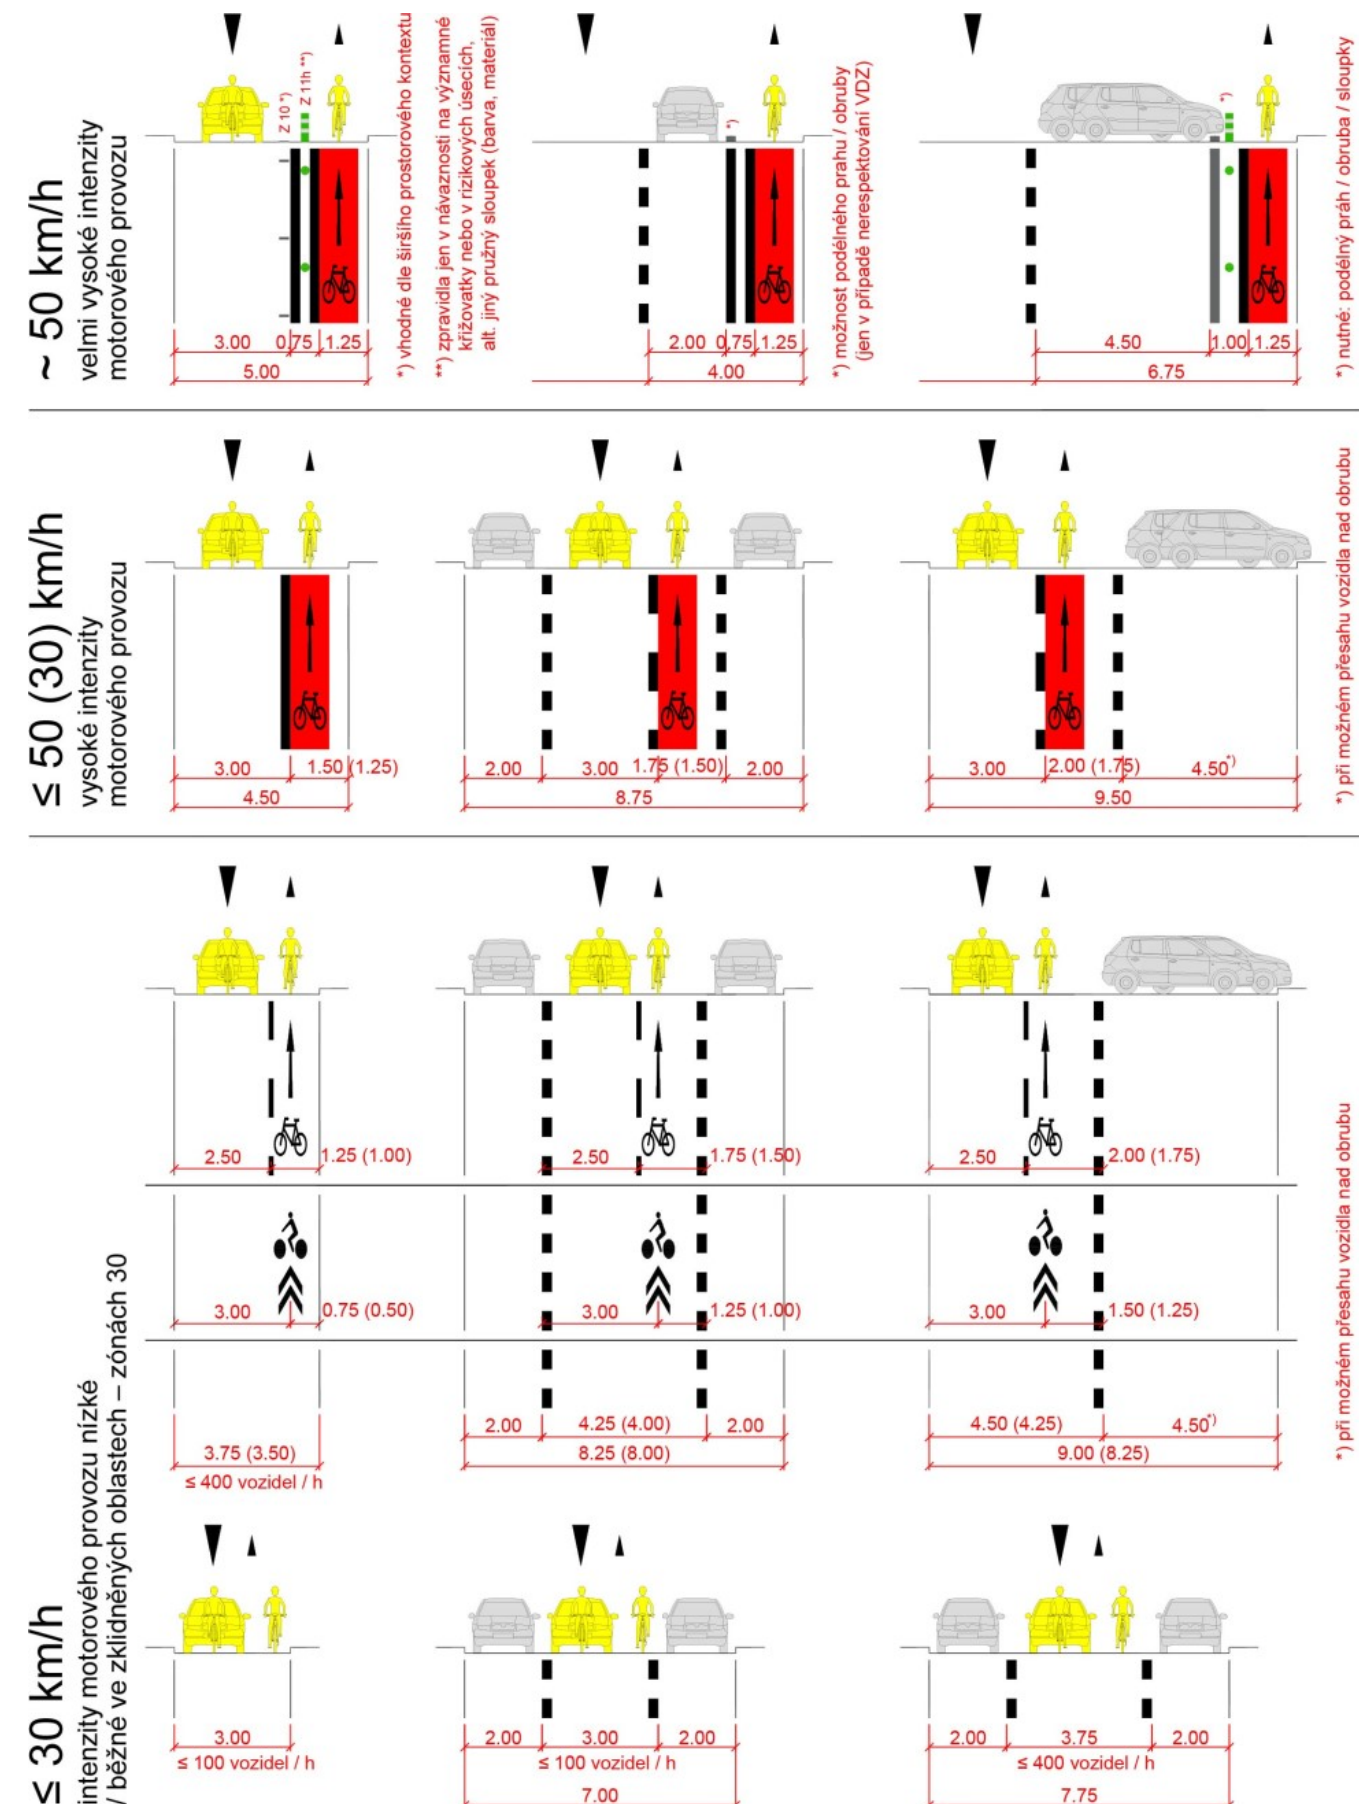 ~ 50 km/h
velmi vysoké intenzity
motorového provozu
Z 10 *)
Z 11h **)
3.00 0.75 1.25
5.00
*) vhodné dle širšího prostorového kontextu
**) zpravidla jen v návaznosti na významné
křižovatky nebo v rizikových úsecích,
alt. jiný pružný sloupek (barva, materiál)
*)
2.00 0.75 1.25
4.00
*) možnost podélného prahu / obruby
(jen v případě nerespektování VDZ)
*)
4.50 1.00 1.25
6.75
*) nutné: podélný práh / obruba / sloupky
≤ 50 (30) km/h
vysoké intenzity
motorového provozu
3.00 1.50 (1.25)
4.50
2.00 3.00 1.75 (1.50) 2.00
8.75
3.00 2.00 (1.75) 4.50*)
9.50
*) při možném přesahu vozidla nad obrubu
≤ 30 km/h
intenzity motorového provozu nízké
/ běžné ve zklidněných oblastech – zónách 30
2.50 1.25 (1.00)
2.50 1.75 (1.50)
2.50 2.00 (1.75)
3.00 0.75 (0.50)
3.00 1.25 (1.00)
3.00 1.50 (1.25)
3.75 (3.50)
≤ 400 vozidel / h
2.00 4.25 (4.00) 2.00
8.25 (8.00)
4.50 (4.25) 4.50*)
9.00 (8.25)
*) při možném přesahu vozidla nad obrubu
3.00
≤ 100 vozidel / h
2.00 3.00 2.00
≤ 100 vozidel / h
7.00
2.00 3.75 2.00
≤ 400 vozidel / h
7.75